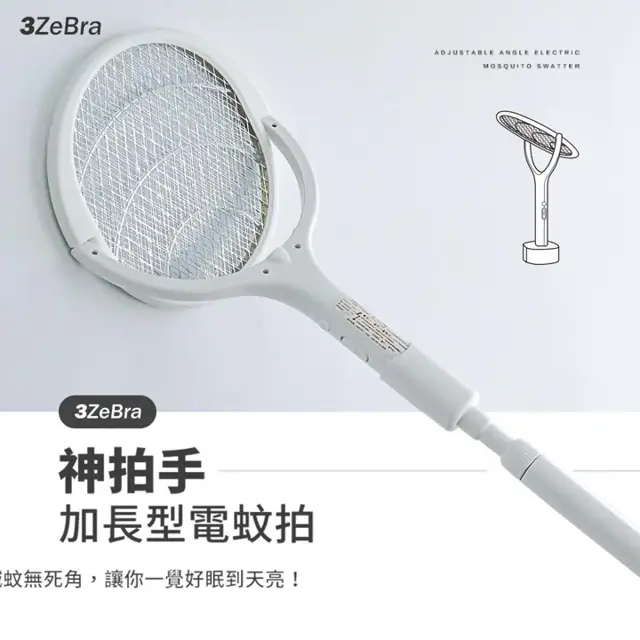 3ZeBra
ADJUSTABLE ANGLE ELECTRIC
MOSQUITO SWATTER
3ZeBra
神拍手
加長型電蚊拍
蚊無死角，讓你一覺好眠到天亮！